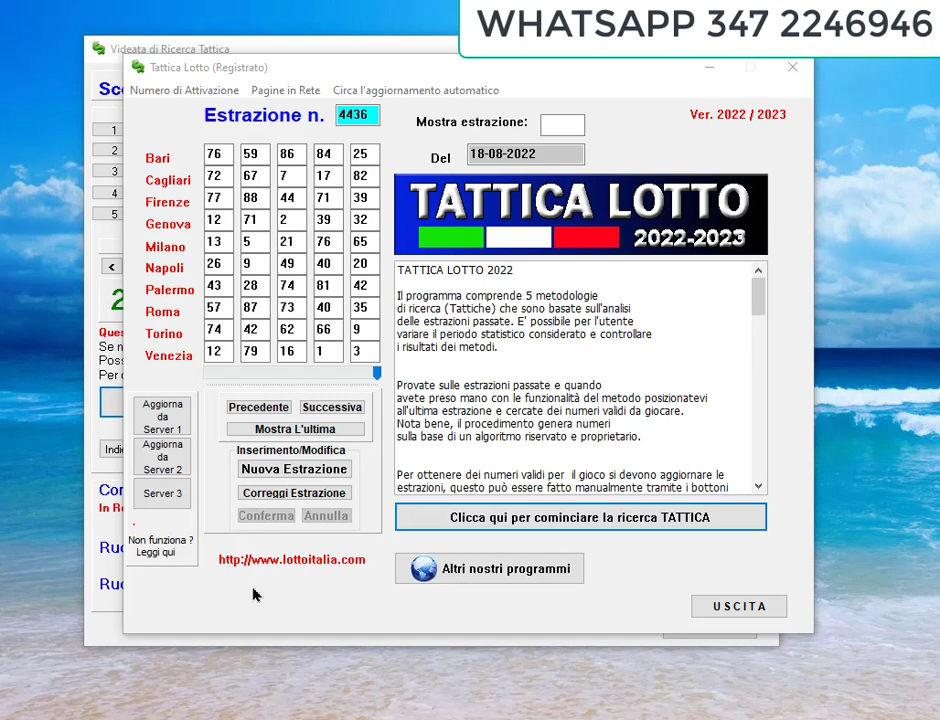 WHATSAPP 347 2246946
Videata di Ricerca Tattica
Tattica Lotto (Registrato)
Numero di Attivazione Pagine in Rete Circa l'aggiornamento automatico
Estrazione n. 4436
Mostra estrazione:
Ver. 2022 / 2023
Del 18-08-2022
Bari 76 59 86 84 25
Cagliari 72 67 7 17 82
Firenze 77 88 44 71 39
Genova 12 71 2 39 32
Milano 13 5 21 76 65
Napoli 26 9 49 40 20
Palermo 43 28 74 81 42
Roma 57 87 73 40 35
Torino 74 42 62 66 9
Venezia 12 79 16 1 3
TATTICA LOTTO
2022-2023
TATTICA LOTTO 2022
Il programma comprende 5 metodologie
di ricerca (Tattiche) che sono basate sull'analisi
delle estrazioni passate. E' possibile per l'utente
variare il periodo statistico considerato e controllare
i risultati dei metodi.
Provate sulle estrazioni passate e quando
avete preso mano con le funzionalità del metodo posizionatevi
all'ultima estrazione e cercate dei numeri validi da giocare.
Nota bene, il procedimento genera numeri
sulla base di un algoritmo riservato e proprietario.
Per ottenere dei numeri validi per il gioco si devono aggiornare le
estrazioni, questo può essere fatto manualmente tramite i bottoni
Aggiorna
da
Server 1
Aggiorna
da
Server 2
Server 3
Non funziona ?
Leggi qui
Precedente Successiva
Mostra L'ultima
Inserimento/Modifica
Nuova Estrazione
Correggi Estrazione
Conferma Annulla
http://www.lottoitalia.com
Clicca qui per cominciare la ricerca TATTICA
Altri nostri programmi
USCITA
1
2
3
4
5
<
2
Se n
Per